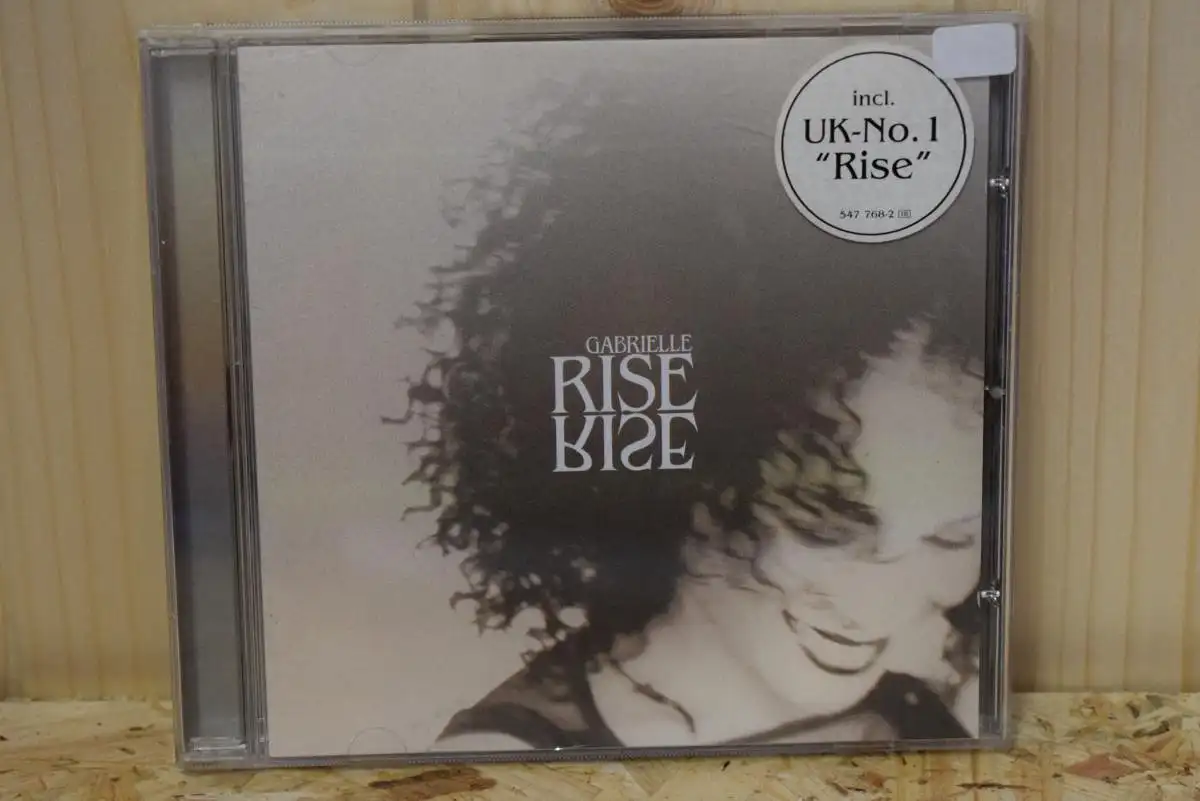 incl.
UK-No. 1
"Rise"
547 768-2
GABRIELLE
RISE
RISE